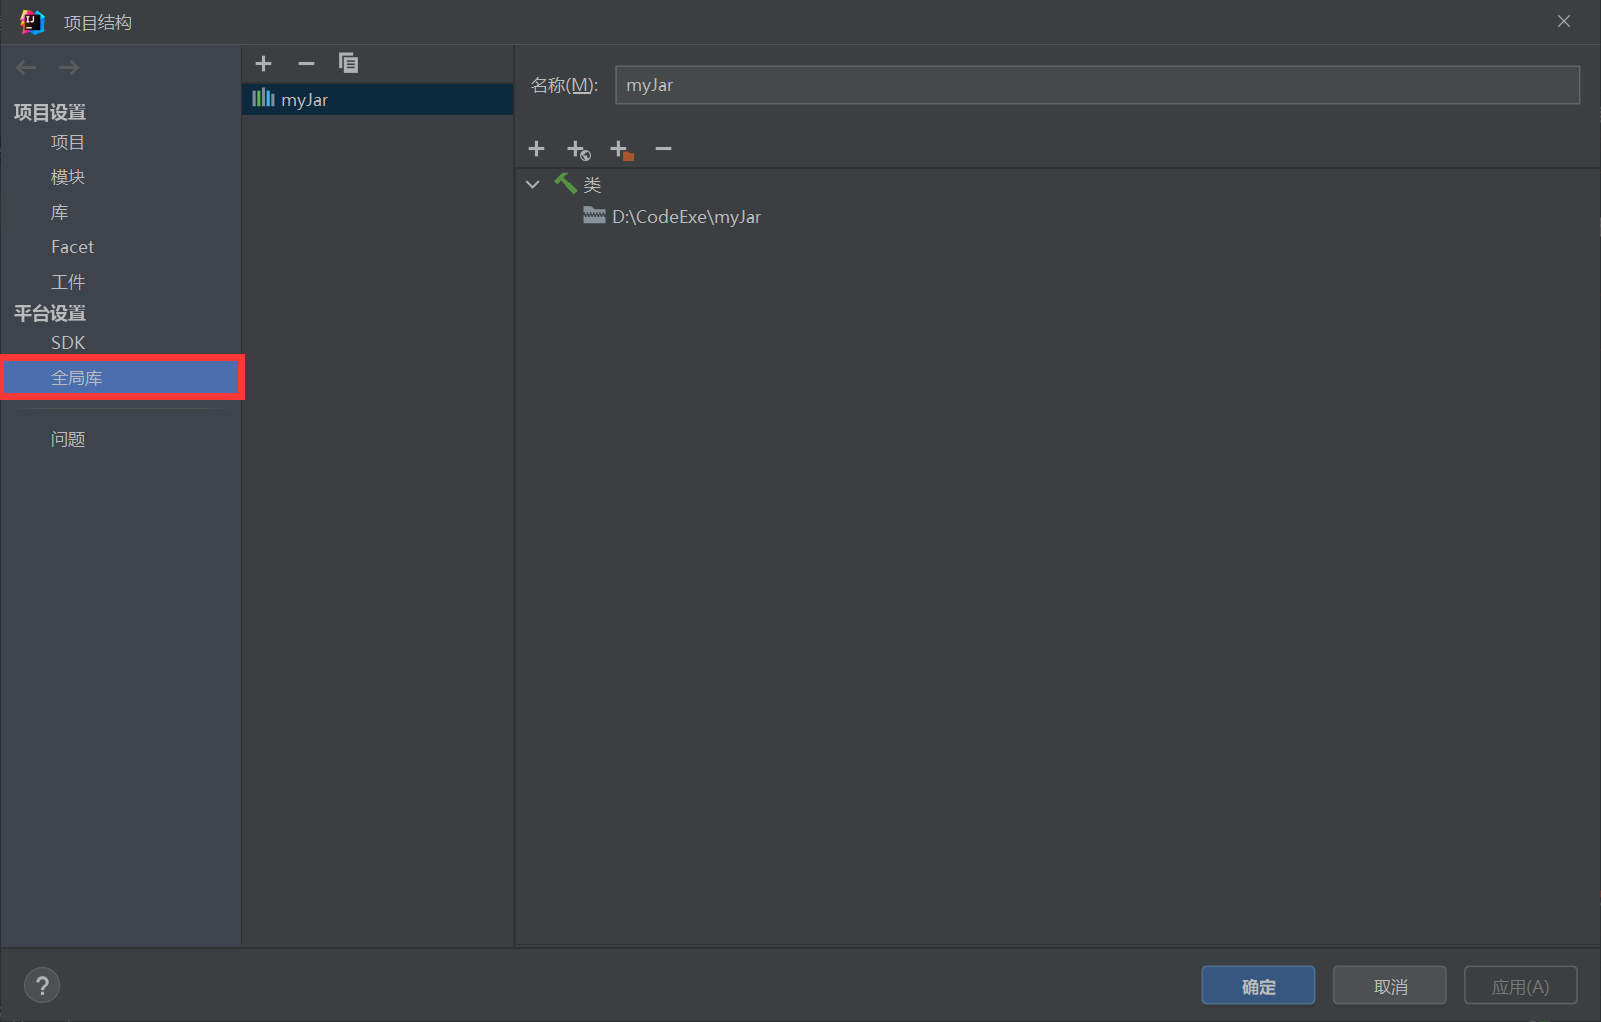 项目结构
项目设置
项目
模块
库
Facet
工件
平台设置
SDK
全局库
问题
myJar
名称(M):
myJar
类
D:\CodeExe\myJar
?
确定
取消
应用(A)